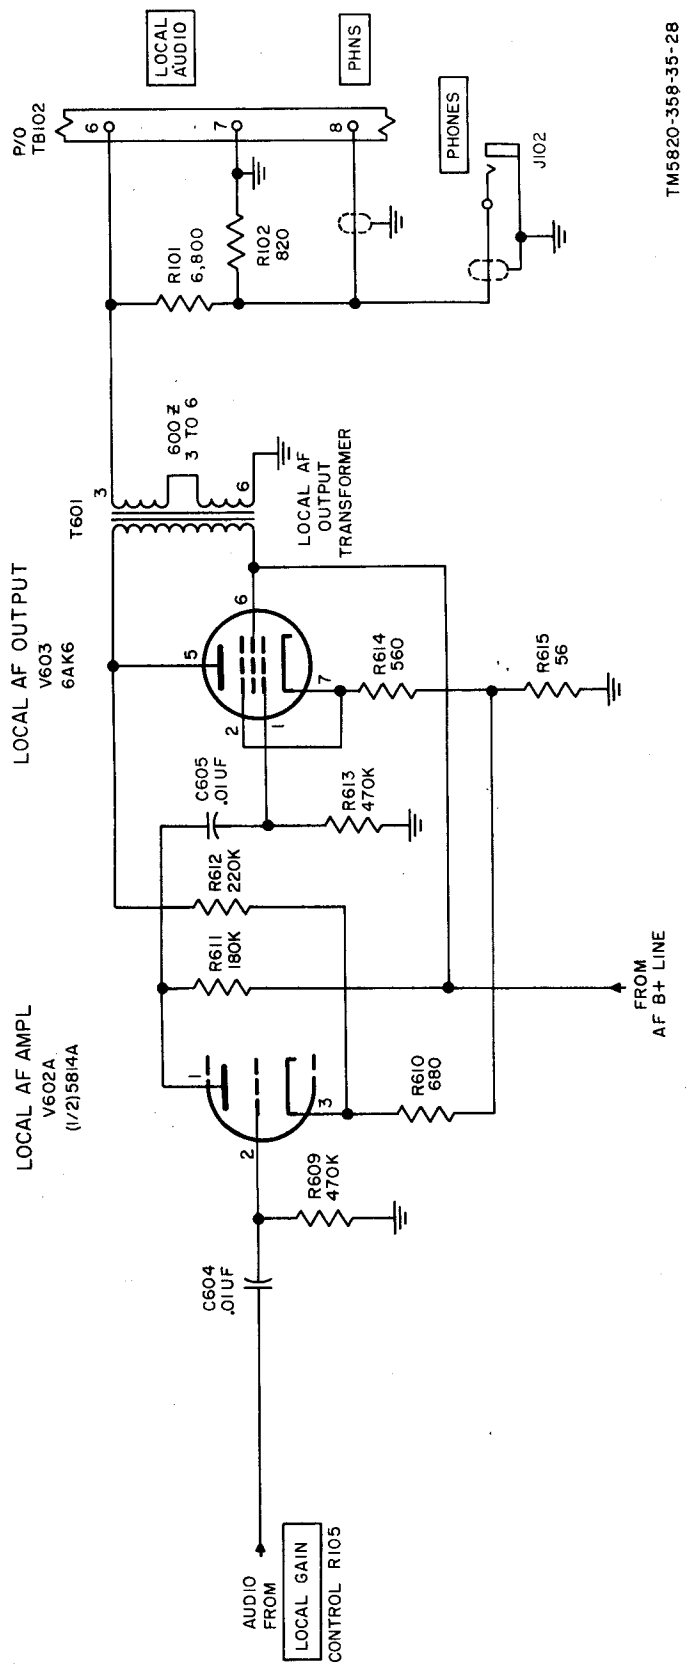 LOCAL AF AMPL
V602A
(1/2)5814A
LOCAL AF OUTPUT
V603
6AK6
AUDIO
FROM
LOCAL GAIN
CONTROL R105
C604
.01UF
R609
470K
1
2
3
R610
680
R611
180K
R612
220K
C605
.01UF
R613
470K
FROM
AF B+ LINE
5
2
1
6
7
R614
560
R615
56
T601
3
600 Z
3 TO 6
6
LOCAL AF
OUTPUT
TRANSFORMER
R101
6,800
R102
820
P/O
TB102
6
7
8
LOCAL
AUDIO
PHNS
PHONES
J102
TM5820-358-35-28